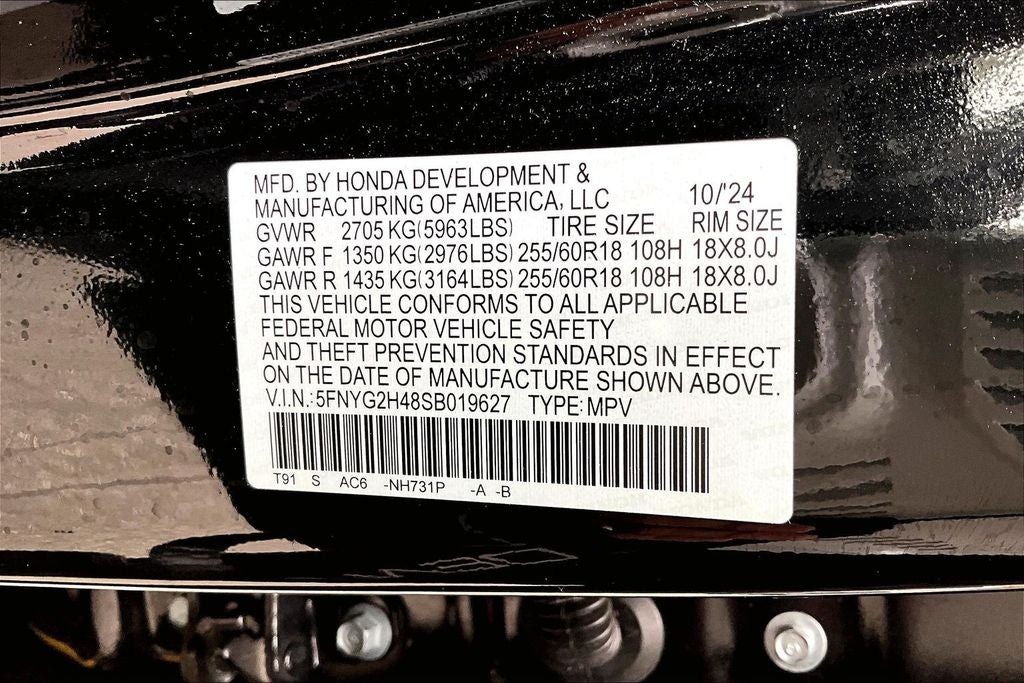 MFD. BY HONDA DEVELOPMENT &
MANUFACTURING OF AMERICA, LLC 10/'24
GVWR 2705 KG(5963LBS) TIRE SIZE RIM SIZE
GAWR F 1350 KG(2976LBS) 255/60R18 108H 18X8.0J
GAWR R 1435 KG(3164LBS) 255/60R18 108H 18X8.0J
THIS VEHICLE CONFORMS TO ALL APPLICABLE
FEDERAL MOTOR VEHICLE SAFETY
AND THEFT PREVENTION STANDARDS IN EFFECT
ON THE DATE OF MANUFACTURE SHOWN ABOVE.
V.I.N.: 5FNYG2H48SB019627 TYPE: MPV
T91 S AC6 -NH731P -A -B